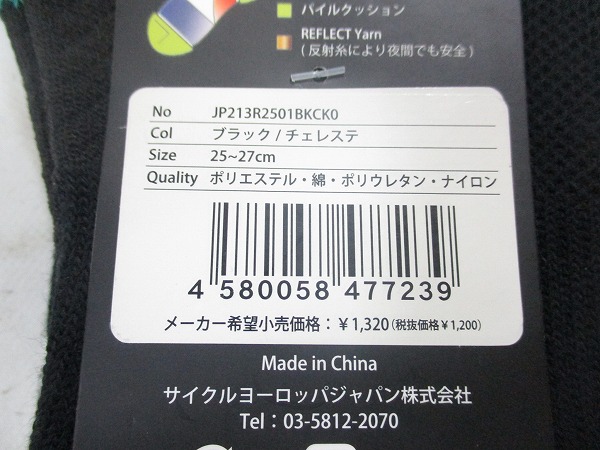 パイルクッション
REFLECT Yarn
(反射糸により夜間でも安全)
No JP213R2501BKCK0
Col ブラック/チェレステ
Size 25~27cm
Quality ポリエステル・綿・ポリウレタン・ナイロン
4 580058 477239
メーカー希望小売価格:¥1,320(税抜価格¥1,200)
Made in China
サイクルヨーロッパジャパン株式会社
Tel : 03-5812-2070